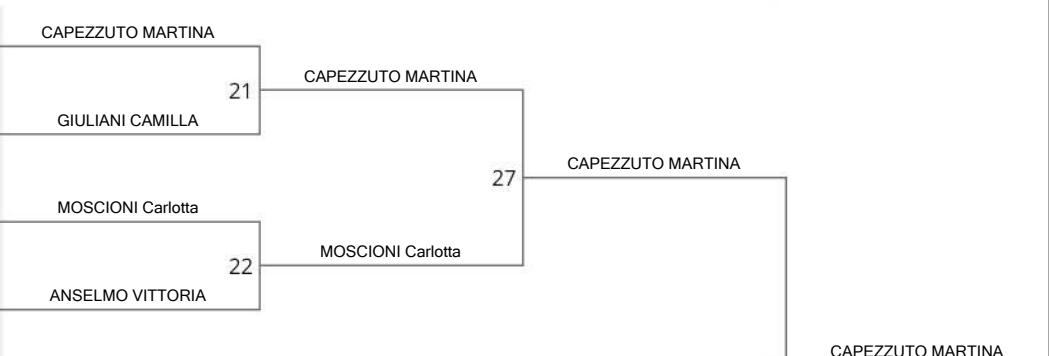 CAPEZZUTO MARTINA
CAPEZZUTO MARTINA
21
GIULIANI CAMILLA
CAPEZZUTO MARTINA
27
MOSCIONI Carlotta
MOSCIONI Carlotta
22
ANSELMO VITTORIA
CAPEZZUTO MARTINA